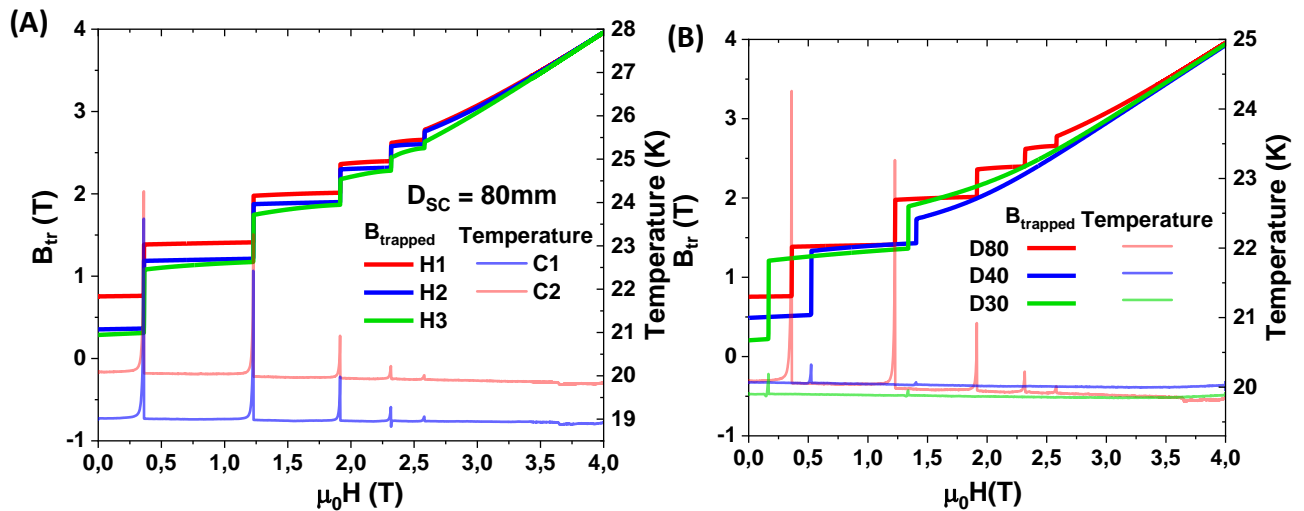 (A)
4
3
2
1
0
-1
B_tr (T)
28
27
26
25
24
23
22
21
20
19
Temperature (K)
D_SC = 80mm
B_trapped Temperature
H1 C1
H2 C2
H3
0,0 0,5 1,0 1,5 2,0 2,5 3,0 3,5 4,0
μ₀H (T)
(B)
4
3
2
1
0
-1
B_tr (T)
25
24
23
22
21
20
Temperature (K)
B_trapped Temperature
D80
D40
D30
0,0 0,5 1,0 1,5 2,0 2,5 3,0 3,5 4,0
μ₀H(T)